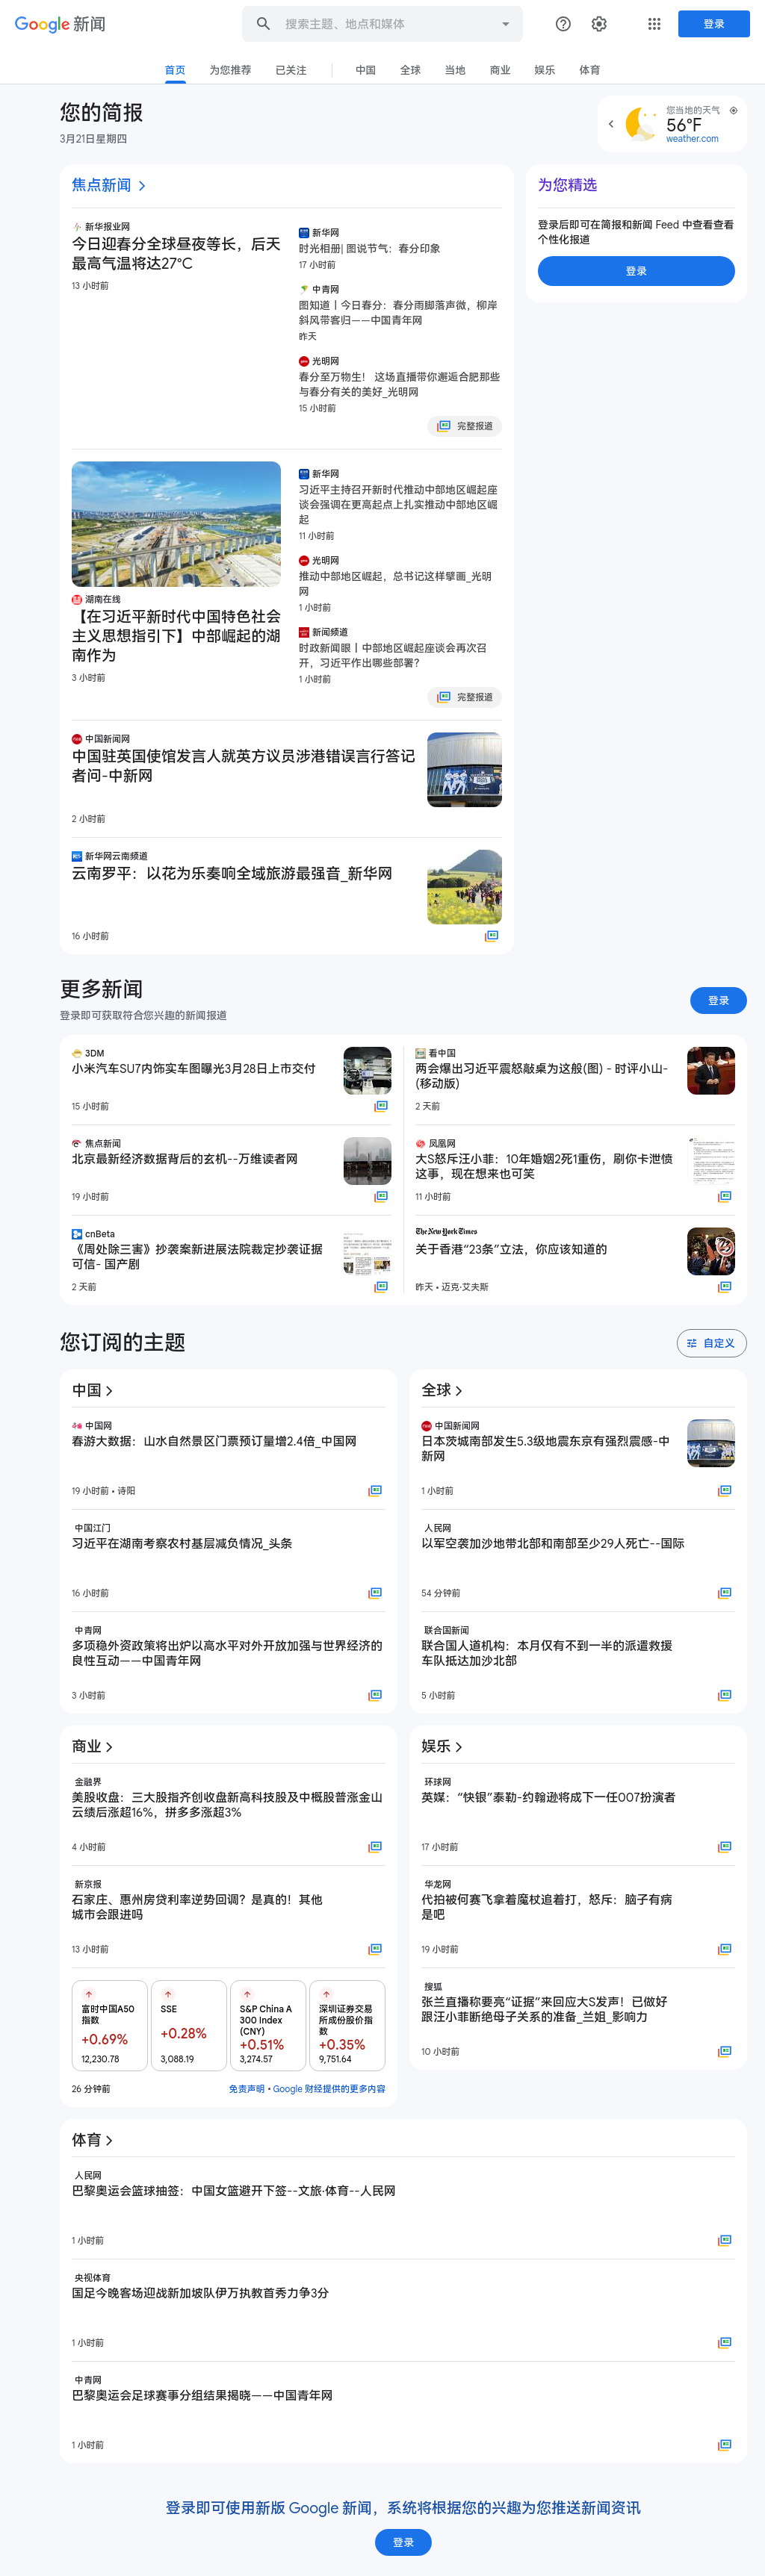 Google 新闻
搜索主题、地点和媒体
登录
首页
为您推荐
已关注
中国
全球
当地
商业
娱乐
体育
您的简报
3月21日星期四
您当地的天气
56°F
weather.com
焦点新闻
新华报业网
今日迎春分全球昼夜等长，后天
最高气温将达27℃
13 小时前
新华网
时光相册| 图说节气：春分印象
17 小时前
中青网
图知道丨今日春分：春分雨脚落声微，柳岸
斜风带客归——中国青年网
昨天
光明网
春分至万物生！ 这场直播带你邂逅合肥那些
与春分有关的美好_光明网
15 小时前
完整报道
为您精选
登录后即可在简报和新闻 Feed 中查看查看
个性化报道
登录
湖南在线
【在习近平新时代中国特色社会
主义思想指引下】中部崛起的湖
南作为
3 小时前
新华网
习近平主持召开新时代推动中部地区崛起座
谈会强调在更高起点上扎实推动中部地区崛
起
11 小时前
光明网
推动中部地区崛起，总书记这样擘画_光明
网
1 小时前
新闻频道
时政新闻眼丨中部地区崛起座谈会再次召
开，习近平作出哪些部署？
1 小时前
完整报道
中国新闻网
中国驻英国使馆发言人就英方议员涉港错误言行答记
者问-中新网
2 小时前
新华网云南频道
云南罗平：以花为乐奏响全域旅游最强音_新华网
16 小时前
更多新闻
登录即可获取符合您兴趣的新闻报道
登录
3DM
小米汽车SU7内饰实车图曝光3月28日上市交付
15 小时前
看中国
两会爆出习近平震怒敲桌为这般(图) - 时评小山-
(移动版)
2 天前
焦点新闻
北京最新经济数据背后的玄机--万维读者网
19 小时前
凤凰网
大S怒斥汪小菲：10年婚姻2死1重伤，刷你卡泄愤
这事，现在想来也可笑
11 小时前
cnBeta
《周处除三害》抄袭案新进展法院裁定抄袭证据
可信- 国产剧
2 天前
The New York Times
关于香港“23条”立法，你应该知道的
昨天 • 迈克·艾夫斯
您订阅的主题
自定义
中国
中国网
春游大数据：山水自然景区门票预订量增2.4倍_中国网
19 小时前 • 诗阳
中国江门
习近平在湖南考察农村基层减负情况_头条
16 小时前
中青网
多项稳外资政策将出炉以高水平对外开放加强与世界经济的
良性互动——中国青年网
3 小时前
全球
中国新闻网
日本茨城南部发生5.3级地震东京有强烈震感-中
新网
1 小时前
人民网
以军空袭加沙地带北部和南部至少29人死亡--国际
54 分钟前
联合国新闻
联合国人道机构：本月仅有不到一半的派遣救援
车队抵达加沙北部
5 小时前
商业
金融界
美股收盘：三大股指齐创收盘新高科技股及中概股普涨金山
云绩后涨超16%，拼多多涨超3%
4 小时前
新京报
石家庄、惠州房贷利率逆势回调？是真的！其他
城市会跟进吗
13 小时前
富时中国A50
指数
+0.69%
12,230.78
SSE
+0.28%
3,088.19
S&P China A
300 Index
(CNY)
+0.51%
3,274.57
深圳证券交易
所成份股价指
数
+0.35%
9,751.64
26 分钟前
免责声明 • Google 财经提供的更多内容
娱乐
环球网
英媒：“快银”泰勒-约翰逊将成下一任007扮演者
17 小时前
华龙网
代拍被何赛飞拿着魔杖追着打，怒斥：脑子有病
是吧
19 小时前
搜狐
张兰直播称要亮“证据”来回应大S发声！已做好
跟汪小菲断绝母子关系的准备_兰姐_影响力
10 小时前
体育
人民网
巴黎奥运会篮球抽签：中国女篮避开下签--文旅·体育--人民网
1 小时前
央视体育
国足今晚客场迎战新加坡队伊万执教首秀力争3分
1 小时前
中青网
巴黎奥运会足球赛事分组结果揭晓——中国青年网
1 小时前
登录即可使用新版 Google 新闻，系统将根据您的兴趣为您推送新闻资讯
登录